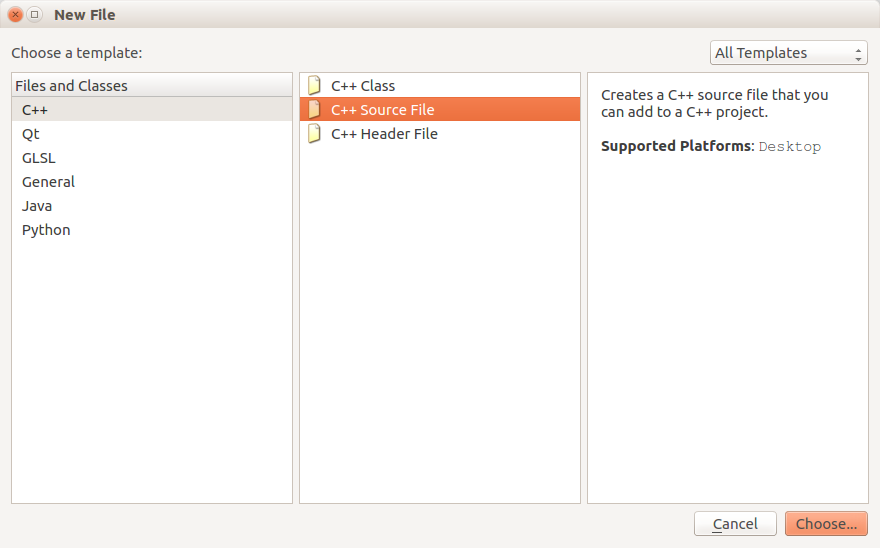 New File
Choose a template:
All Templates
Files and Classes
C++
Qt
GLSL
General
Java
Python
C++ Class
C++ Source File
C++ Header File
Creates a C++ source file that you
can add to a C++ project.
Supported Platforms: Desktop
Cancel
Choose...